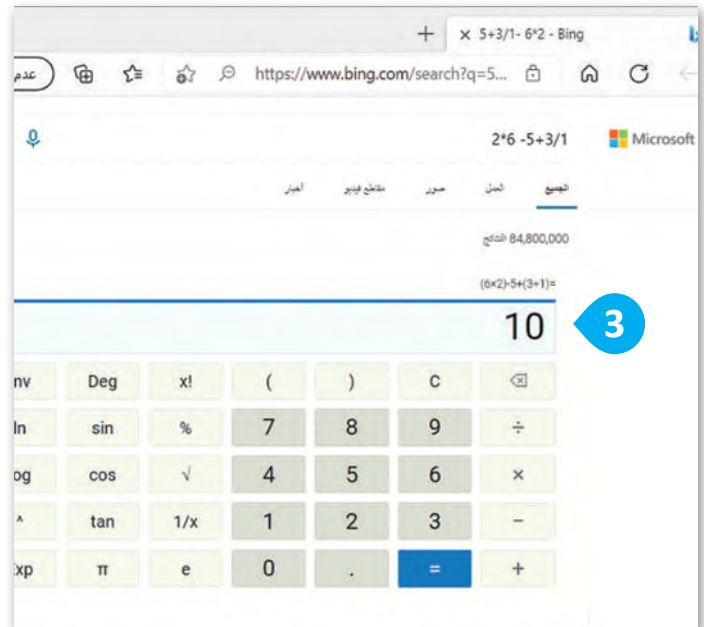 + × 5+3/1- 6*2 - Bing
عدم https://www.bing.com/search?q=5...
Microsoft 2*6 -5+3/1
الجميع العمل صور مقاطع فيديو أخبار
84,800,000 النتائج
(6×2)-5+(3÷1)=
10
3
nv Deg x! ( ) C
ln sin % 7 8 9 ÷
og cos √ 4 5 6 ×
^ tan 1/x 1 2 3 −
xp π e 0 . = +